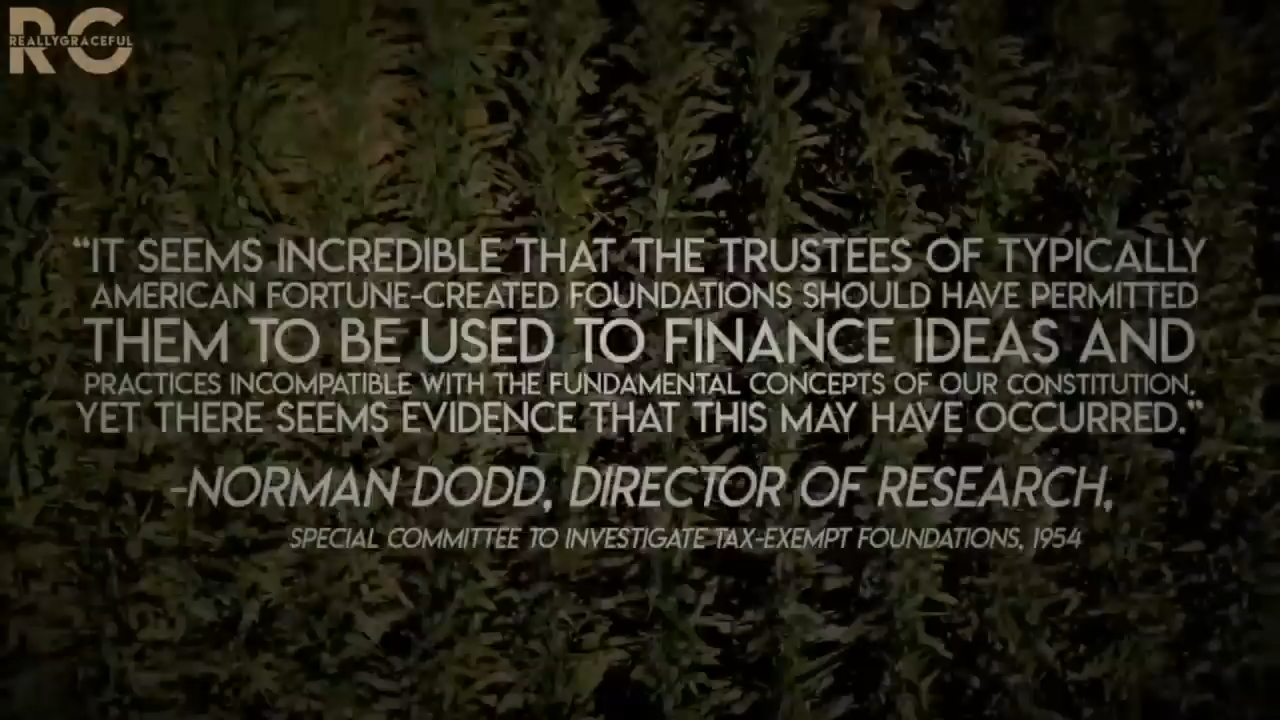 RG
REALLYGRACEFUL
“IT SEEMS INCREDIBLE THAT THE TRUSTEES OF TYPICALLY
AMERICAN FORTUNE-CREATED FOUNDATIONS SHOULD HAVE PERMITTED
THEM TO BE USED TO FINANCE IDEAS AND
PRACTICES INCOMPATIBLE WITH THE FUNDAMENTAL CONCEPTS OF OUR CONSTITUTION.
YET THERE SEEMS EVIDENCE THAT THIS MAY HAVE OCCURRED.”
-NORMAN DODD, DIRECTOR OF RESEARCH,
SPECIAL COMMITTEE TO INVESTIGATE TAX-EXEMPT FOUNDATIONS, 1954